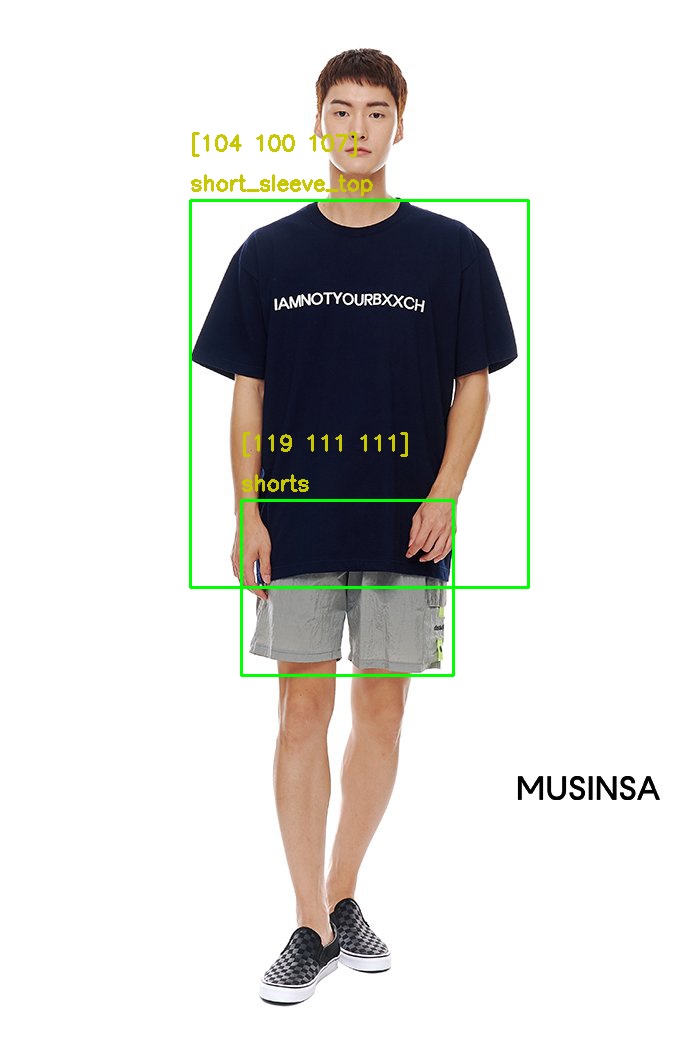 [104 100 107]
short_sleeve_top
IAMNOTYOURBXXCH
[119 111 111]
shorts
MUSINSA